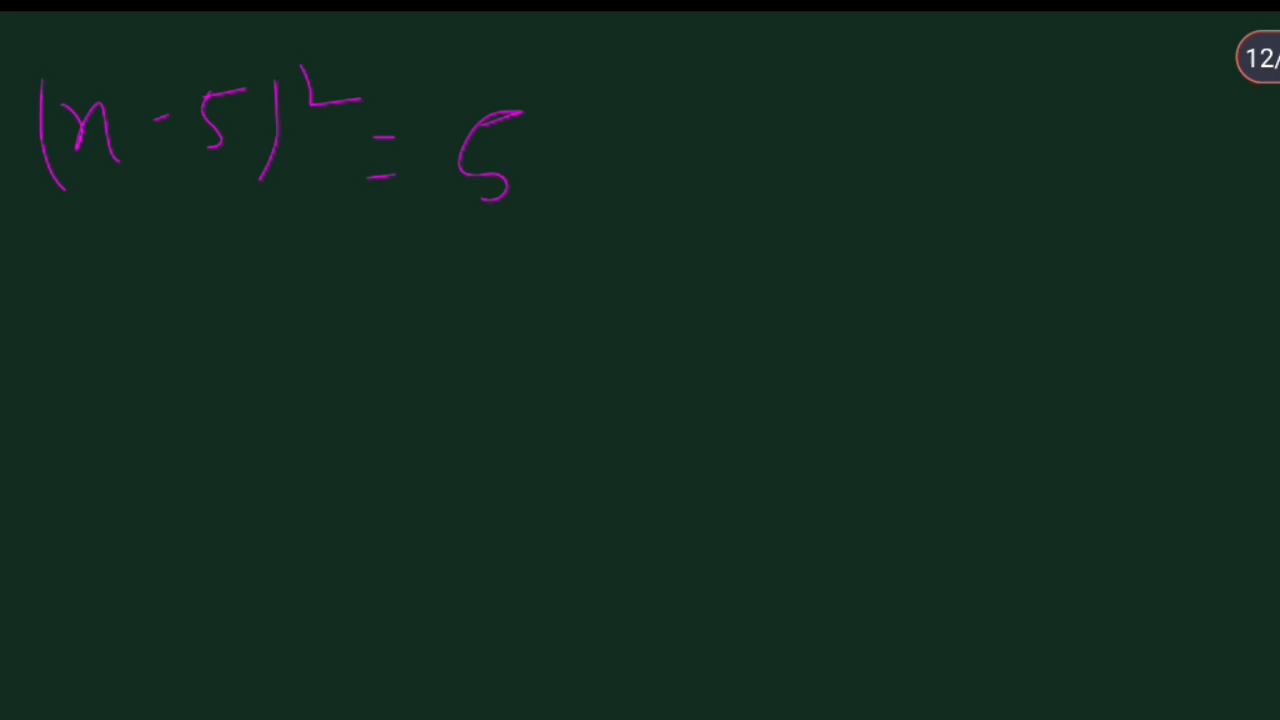 (x - 5)² = 5
12/